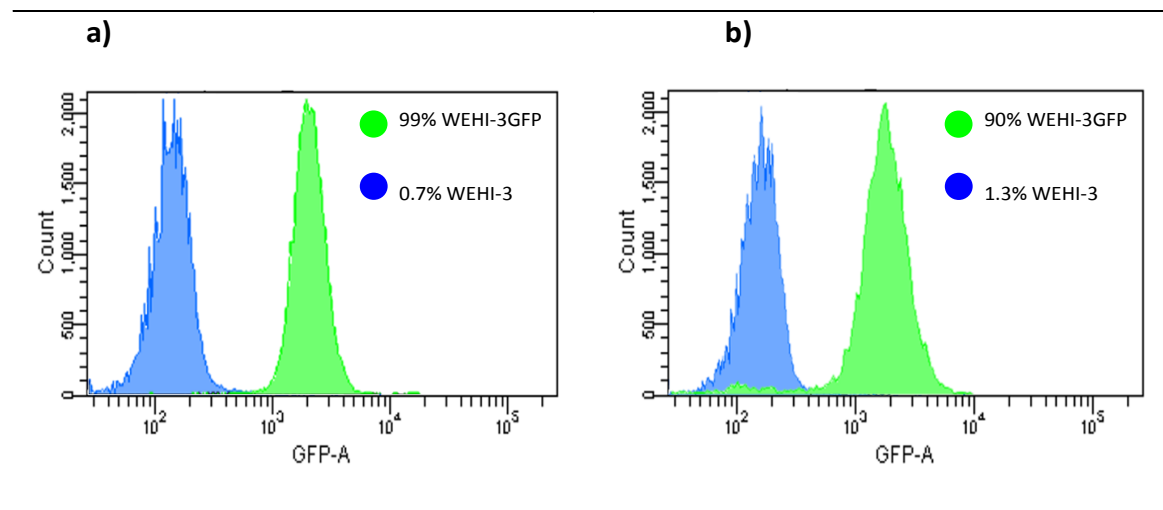 a)
b)
99% WEHI-3GFP
0.7% WEHI-3
Count
2,000
1,500
1,000
500
0
10² 10³ 10⁴ 10⁵
GFP-A
90% WEHI-3GFP
1.3% WEHI-3
Count
2,000
1,500
1,000
500
0
10² 10³ 10⁴ 10⁵
GFP-A